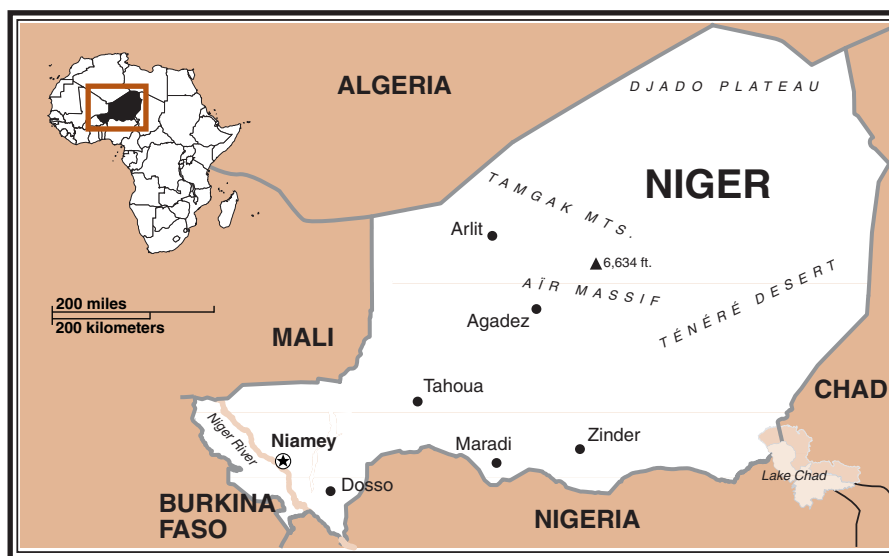 ALGERIA
DJADO PLATEAU
NIGER
TAMGAK MTS.
Arlit
6,634 ft.
AÏR MASSIF
TÉNÉRÉ DESERT
200 miles
200 kilometers
Agadez
MALI
Tahoua
CHAD
Niger River
Niamey
Maradi
Zinder
Lake Chad
Dosso
BURKINA
FASO
NIGERIA